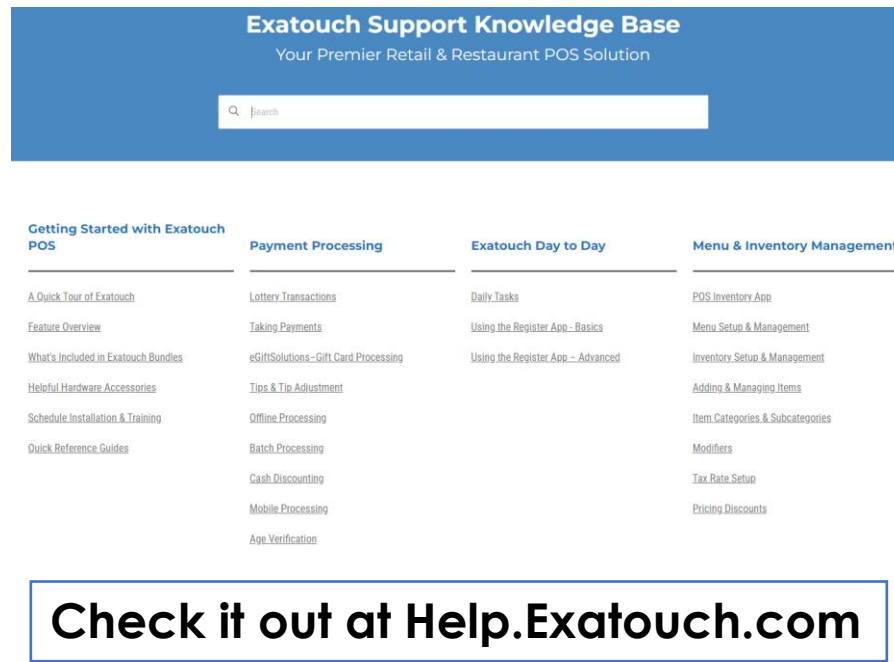 Exatouch Support Knowledge Base
Your Premier Retail & Restaurant POS Solution
Search
Getting Started with Exatouch
POS
A Quick Tour of Exatouch
Feature Overview
What's Included in Exatouch Bundles
Helpful Hardware Accessories
Schedule Installation & Training
Quick Reference Guides
Payment Processing
Lottery Transactions
Taking Payments
eGiftSolutions–Gift Card Processing
Tips & Tip Adjustment
Offline Processing
Batch Processing
Cash Discounting
Mobile Processing
Age Verification
Exatouch Day to Day
Daily Tasks
Using the Register App - Basics
Using the Register App – Advanced
Menu & Inventory Management
POS Inventory App
Menu Setup & Management
Inventory Setup & Management
Adding & Managing Items
Item Categories & Subcategories
Modifiers
Tax Rate Setup
Pricing Discounts
Check it out at Help.Exatouch.com